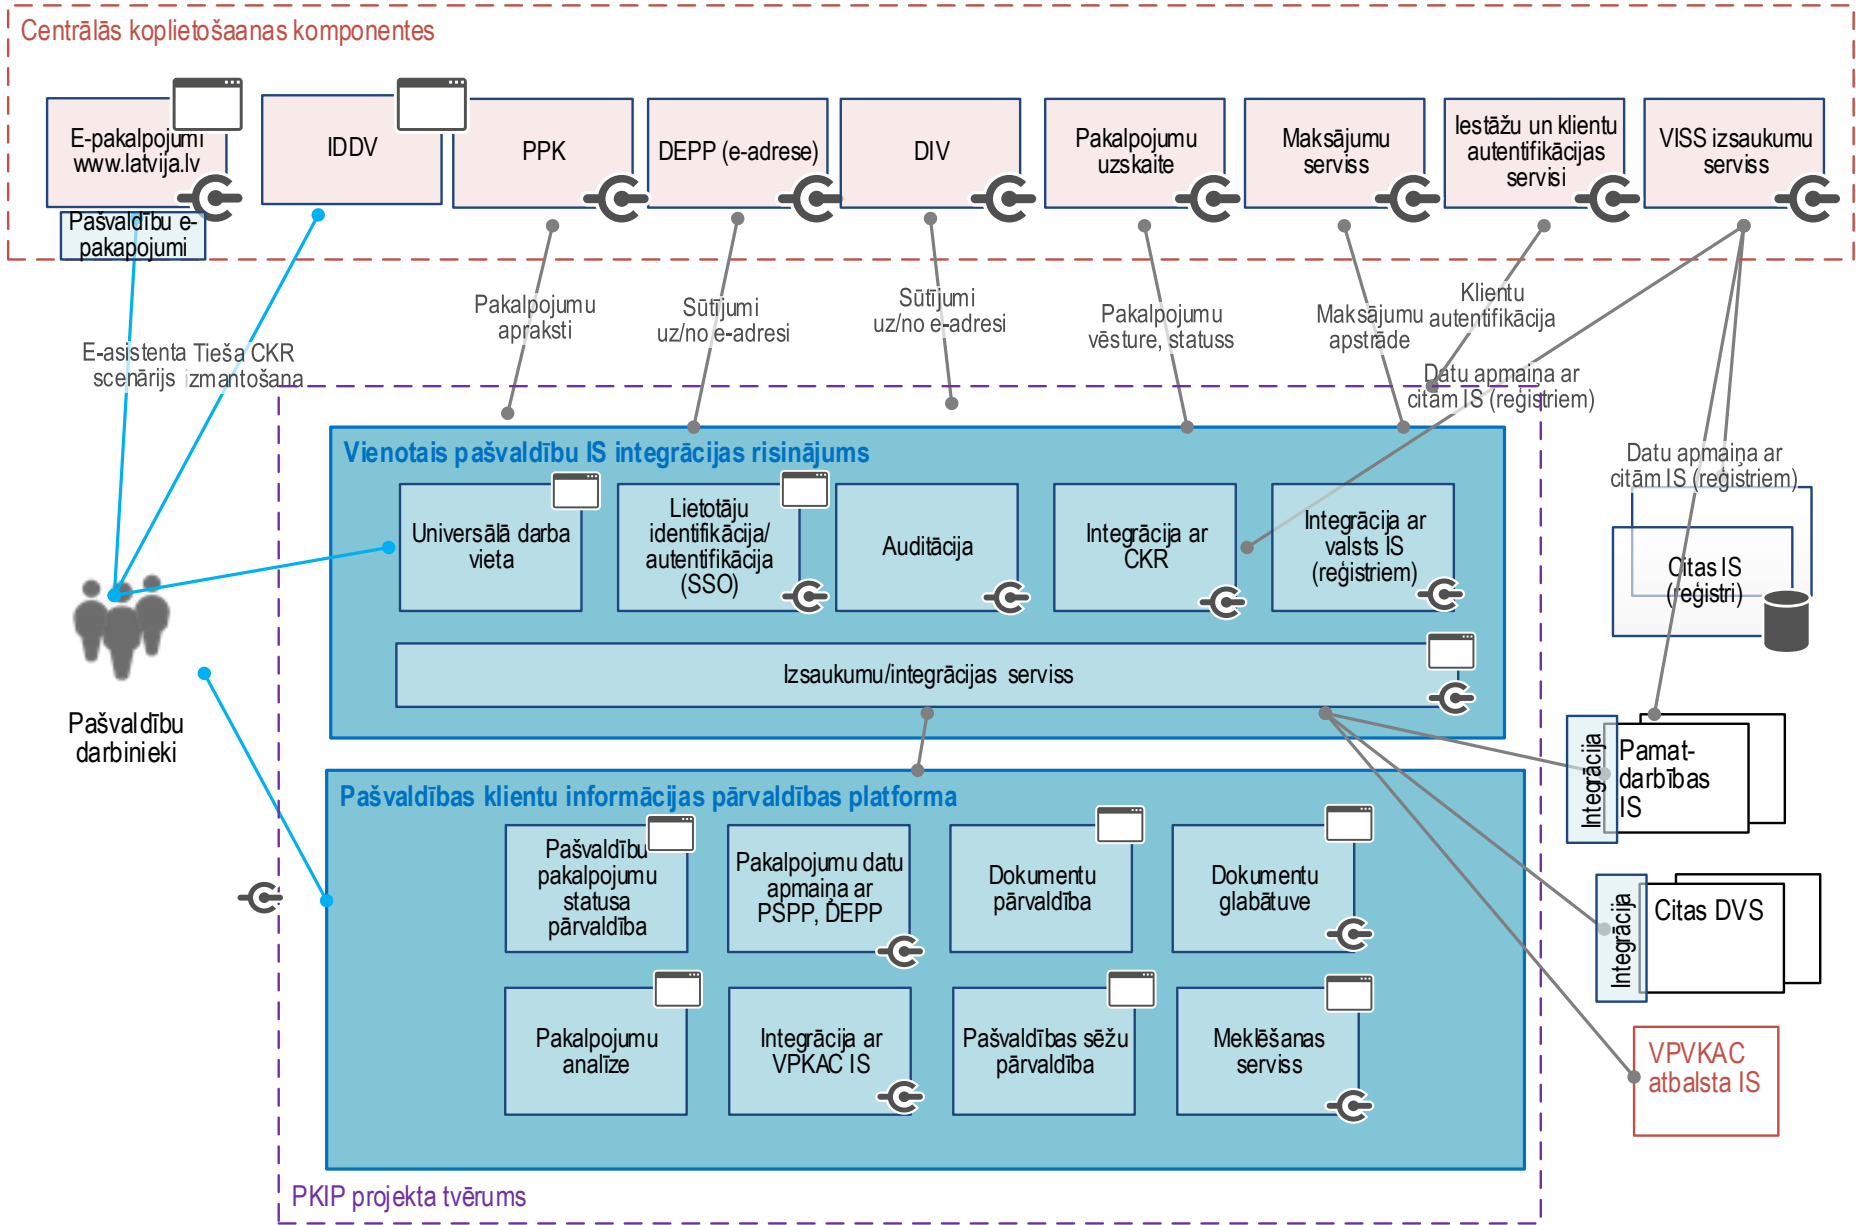 Centrālās koplietošaanas komponentes
E-pakalpojumi
www.latvija.lv
Pašvaldību e-
pakapojumi
IDDV
PPK
DEPP (e-adrese)
DIV
Pakalpojumu
uzskaite
Maksājumu
serviss
Iestāžu un klientu
autentifikācijas
servisi
VISS izsaukumu
serviss
E-asistenta
scenārijs
Tieša CKR
izmantošana
Pakalpojumu
apraksti
Sūtījumi
uz/no e-adresi
Sūtījumi
uz/no e-adresi
Pakalpojumu
vēsture, statuss
Maksājumu
apstrāde
Klientu
autentifikācija
Datu apmaiņa ar
citām IS (reģistriem)
Datu apmaiņa ar
citām IS (reģistriem)
Vienotais pašvaldību IS integrācijas risinājums
Universālā darba
vieta
Lietotāju
identifikācija/
autentifikācija
(SSO)
Auditācija
Integrācija ar
CKR
Integrācija ar
valsts IS
(reģistriem)
Izsaukumu/integrācijas serviss
Citas IS
(reģistri)
Pašvaldību
darbinieki
Pašvaldības klientu informācijas pārvaldības platforma
Pašvaldību
pakalpojumu
statusa
pārvaldība
Pakalpojumu datu
apmaiņa ar
PSPP, DEPP
Dokumentu
pārvaldība
Dokumentu
glabātuve
Pakalpojumu
analīze
Integrācija ar
VPKAC IS
Pašvaldības sēžu
pārvaldība
Meklēšanas
serviss
Integrācija
Pamat-
darbības
IS
Integrācija
Citas DVS
VPVKAC
atbalsta IS
PKIP projekta tvērums